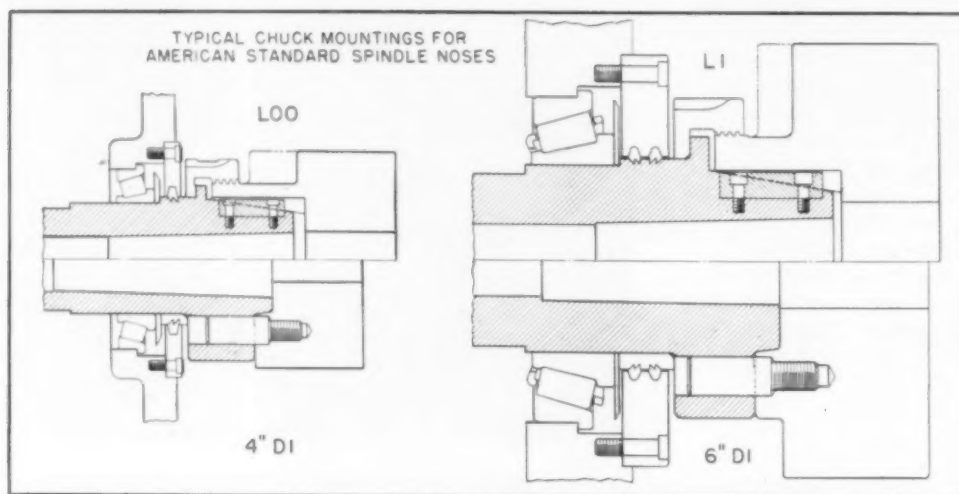 TYPICAL CHUCK MOUNTINGS FOR
AMERICAN STANDARD SPINDLE NOSES
L00
L1
4" D1
6" D1